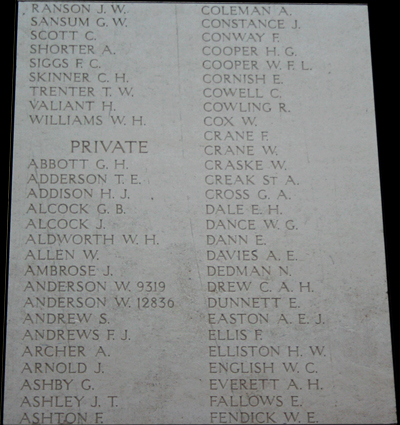 RANSON J. W.
SANSUM G. W.
SCOTT C.
SHORTER A.
SIGGS F. C.
SKINNER C. H.
TRENTER T. W.
VALIANT H.
WILLIAMS W. H.
PRIVATE
ABBOTT G. H.
ADDERSON T. E.
ADDISON H. J.
ALCOCK G. B.
ALCOCK J.
ALDWORTH W. H.
ALLEN W.
AMBROSE J.
ANDERSON W. 9319
ANDERSON W. 12836
ANDREW S.
ANDREWS F. J.
ARCHER A.
ARNOLD J.
ASHBY G.
ASHLEY J. T.
ASHTON F.
COLEMAN A.
CONSTANCE J.
CONWAY F.
COOPER H. G.
COOPER W. F. L.
CORNISH E.
COWELL C.
COWLING R.
COX W.
CRANE F.
CRANE W.
CRASKE W.
CREAK ST A.
CROSS G. A.
DALE E. H.
DANCE W. G.
DANN E.
DAVIES A. E.
DEDMAN N.
DREW C. A. H.
DUNNETT E.
EASTON A. E. J.
ELLIS F.
ELLISTON H. W.
ENGLISH W. C.
EVERETT A. H.
FALLOWS E.
FENDICK W. E.